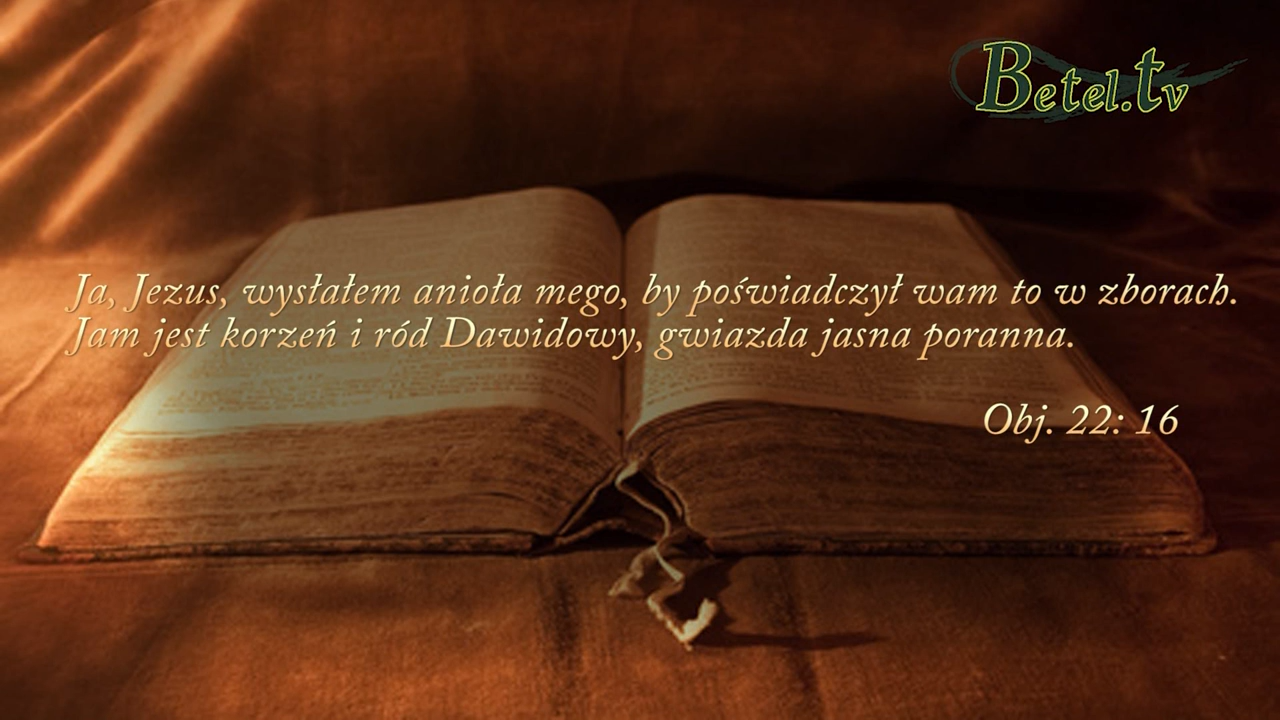 Betel.tv
Ja, Jezus, wysłałem anioła mego, by poświadczył wam to w zborach.
Jam jest korzeń i ród Dawidowy, gwiazda jasna poranna.
Obj. 22: 16